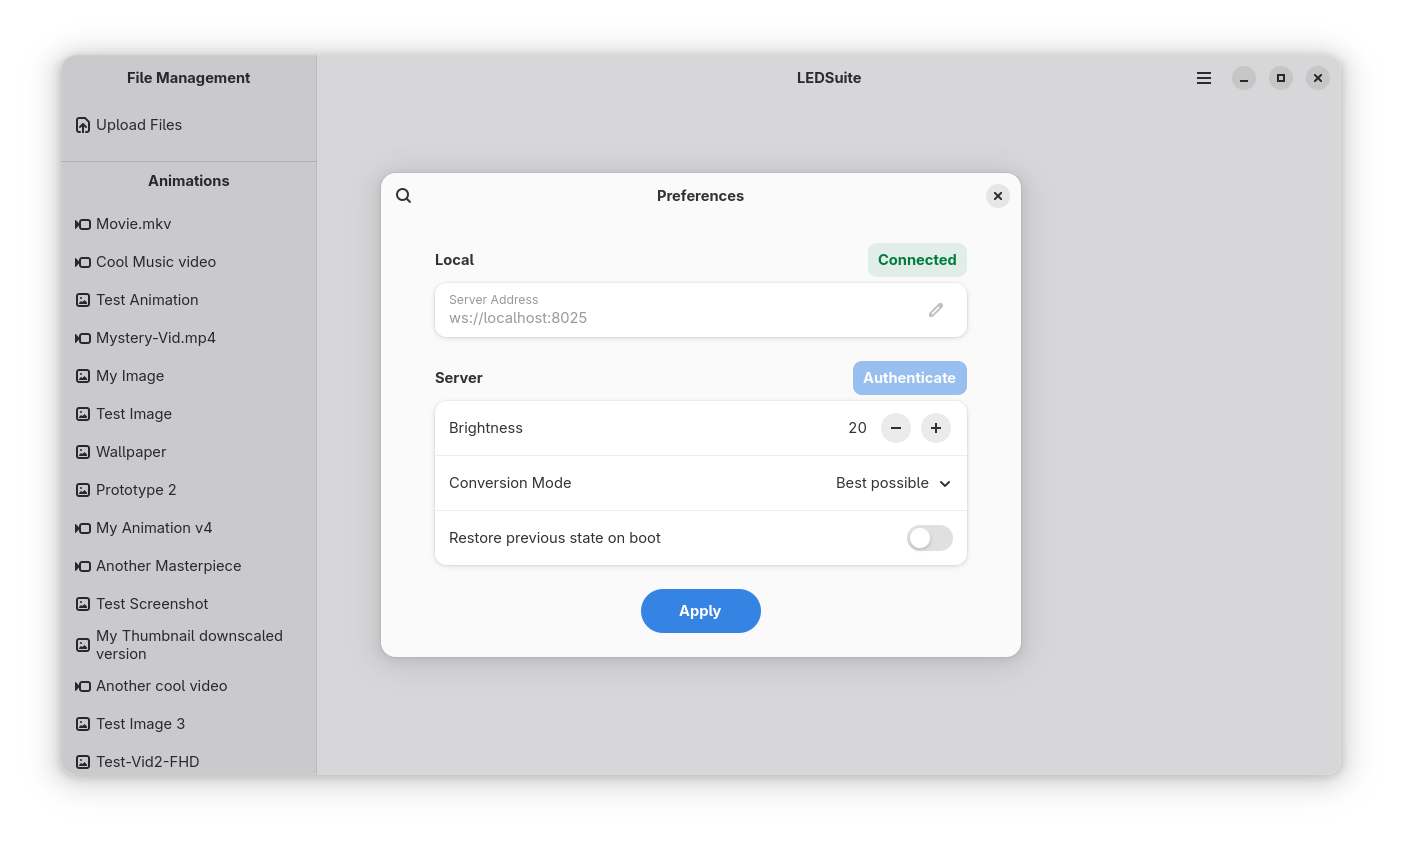 File Management
LEDSuite
Upload Files
Animations
Movie.mkv
Cool Music video
Test Animation
Mystery-Vid.mp4
My Image
Test Image
Wallpaper
Prototype 2
My Animation v4
Another Masterpiece
Test Screenshot
My Thumbnail downscaled
version
Another cool video
Test Image 3
Test-Vid2-FHD
Preferences
Local
Connected
Server Address
ws://localhost:8025
Server
Authenticate
Brightness
20
Conversion Mode
Best possible
Restore previous state on boot
Apply